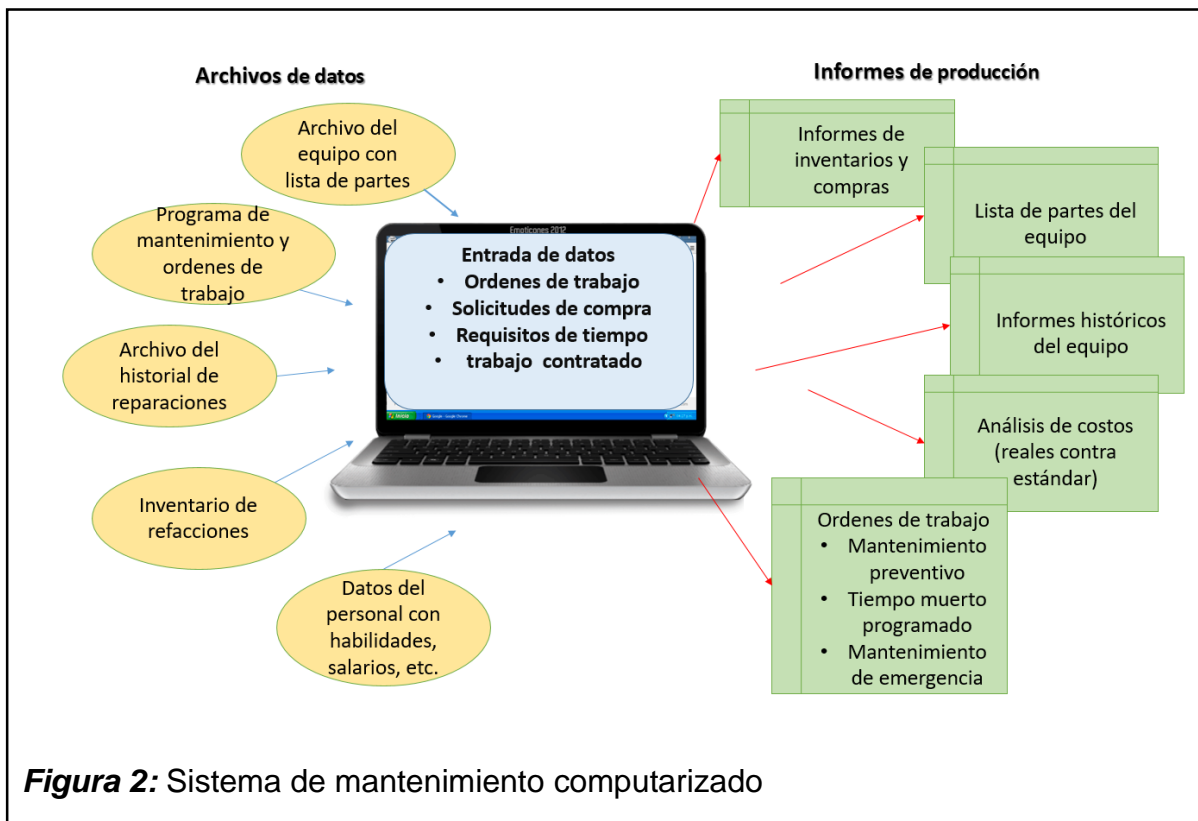 Archivos de datos
Archivo del
equipo con
lista de partes
Programa de
mantenimiento y
ordenes de
trabajo
Archivo del
historial de
reparaciones
Inventario de
refacciones
Datos del
personal con
habilidades,
salarios, etc.
Emoticones 2012
Entrada de datos
• Ordenes de trabajo
• Solicitudes de compra
• Requisitos de tiempo
• trabajo contratado
Informes de producción
Informes de
inventarios y
compras
Lista de partes del
equipo
Informes históricos
del equipo
Análisis de costos
(reales contra
estándar)
Ordenes de trabajo
• Mantenimiento
preventivo
• Tiempo muerto
programado
• Mantenimiento
de emergencia
Figura 2: Sistema de mantenimiento computarizado